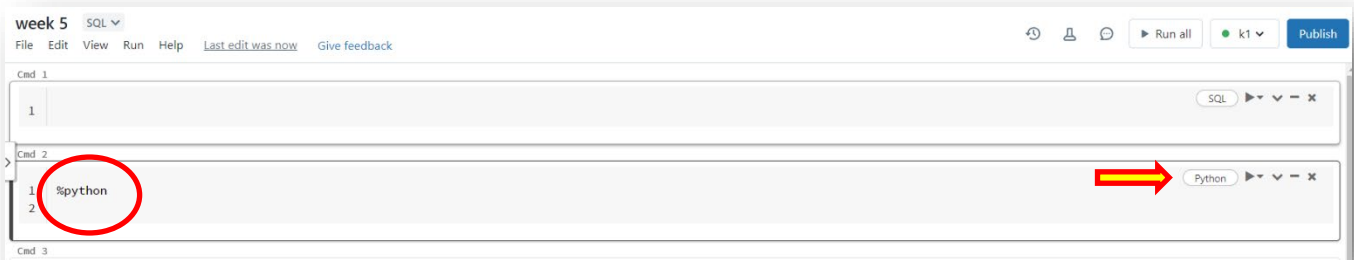 week 5 SQL
File Edit View Run Help Last edit was now Give feedback
Run all k1 Publish
Cmd 1
1
SQL
Cmd 2
1 %python
2
Python
Cmd 3